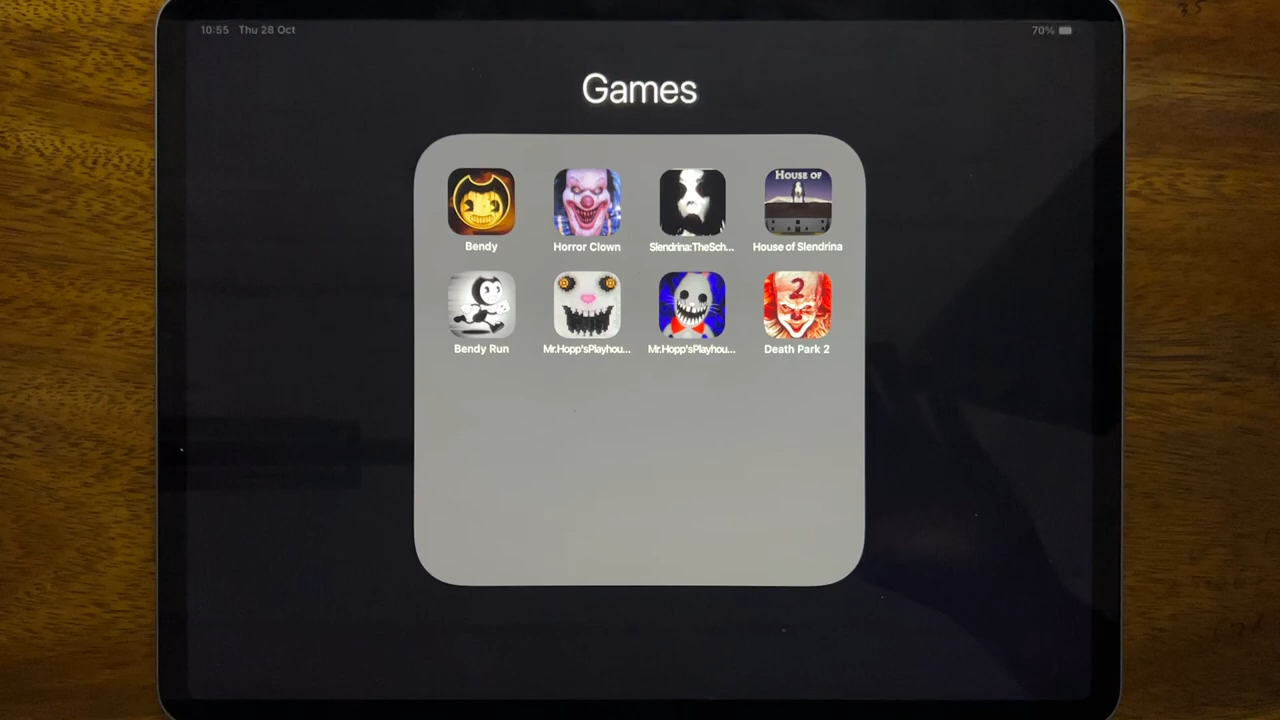 10:55 Thu 28 Oct
70%
Games
HOUSE OF
Bendy
Horror Clown
Slendrina:TheSch...
House of Slendrina
2
Bendy Run
Mr.Hopp'sPlayhou...
Mr.Hopp'sPlayhou...
Death Park 2